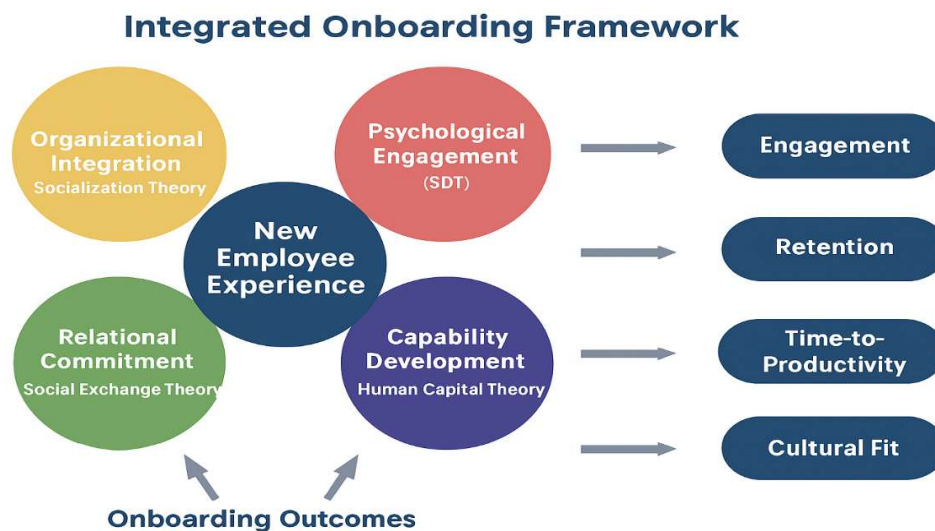 Integrated Onboarding Framework
Organizational
Integration
Socialization Theory
Psychological
Engagement
(SDT)
New
Employee
Experience
Relational
Commitment
Social Exchange Theory
Capability
Development
Human Capital Theory
Onboarding Outcomes
Engagement
Retention
Time-to-
Productivity
Cultural Fit